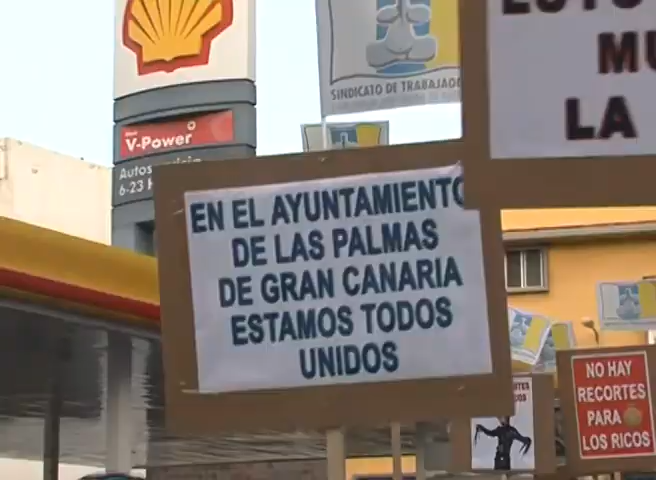 SINDICATO DE TRABAJADO
MU
LA
V-Power
6-23 H
EN EL AYUNTAMIENTO
DE LAS PALMAS
DE GRAN CANARIA
ESTAMOS TODOS
UNIDOS
NO HAY
RECORTES
PARA
LOS RICOS